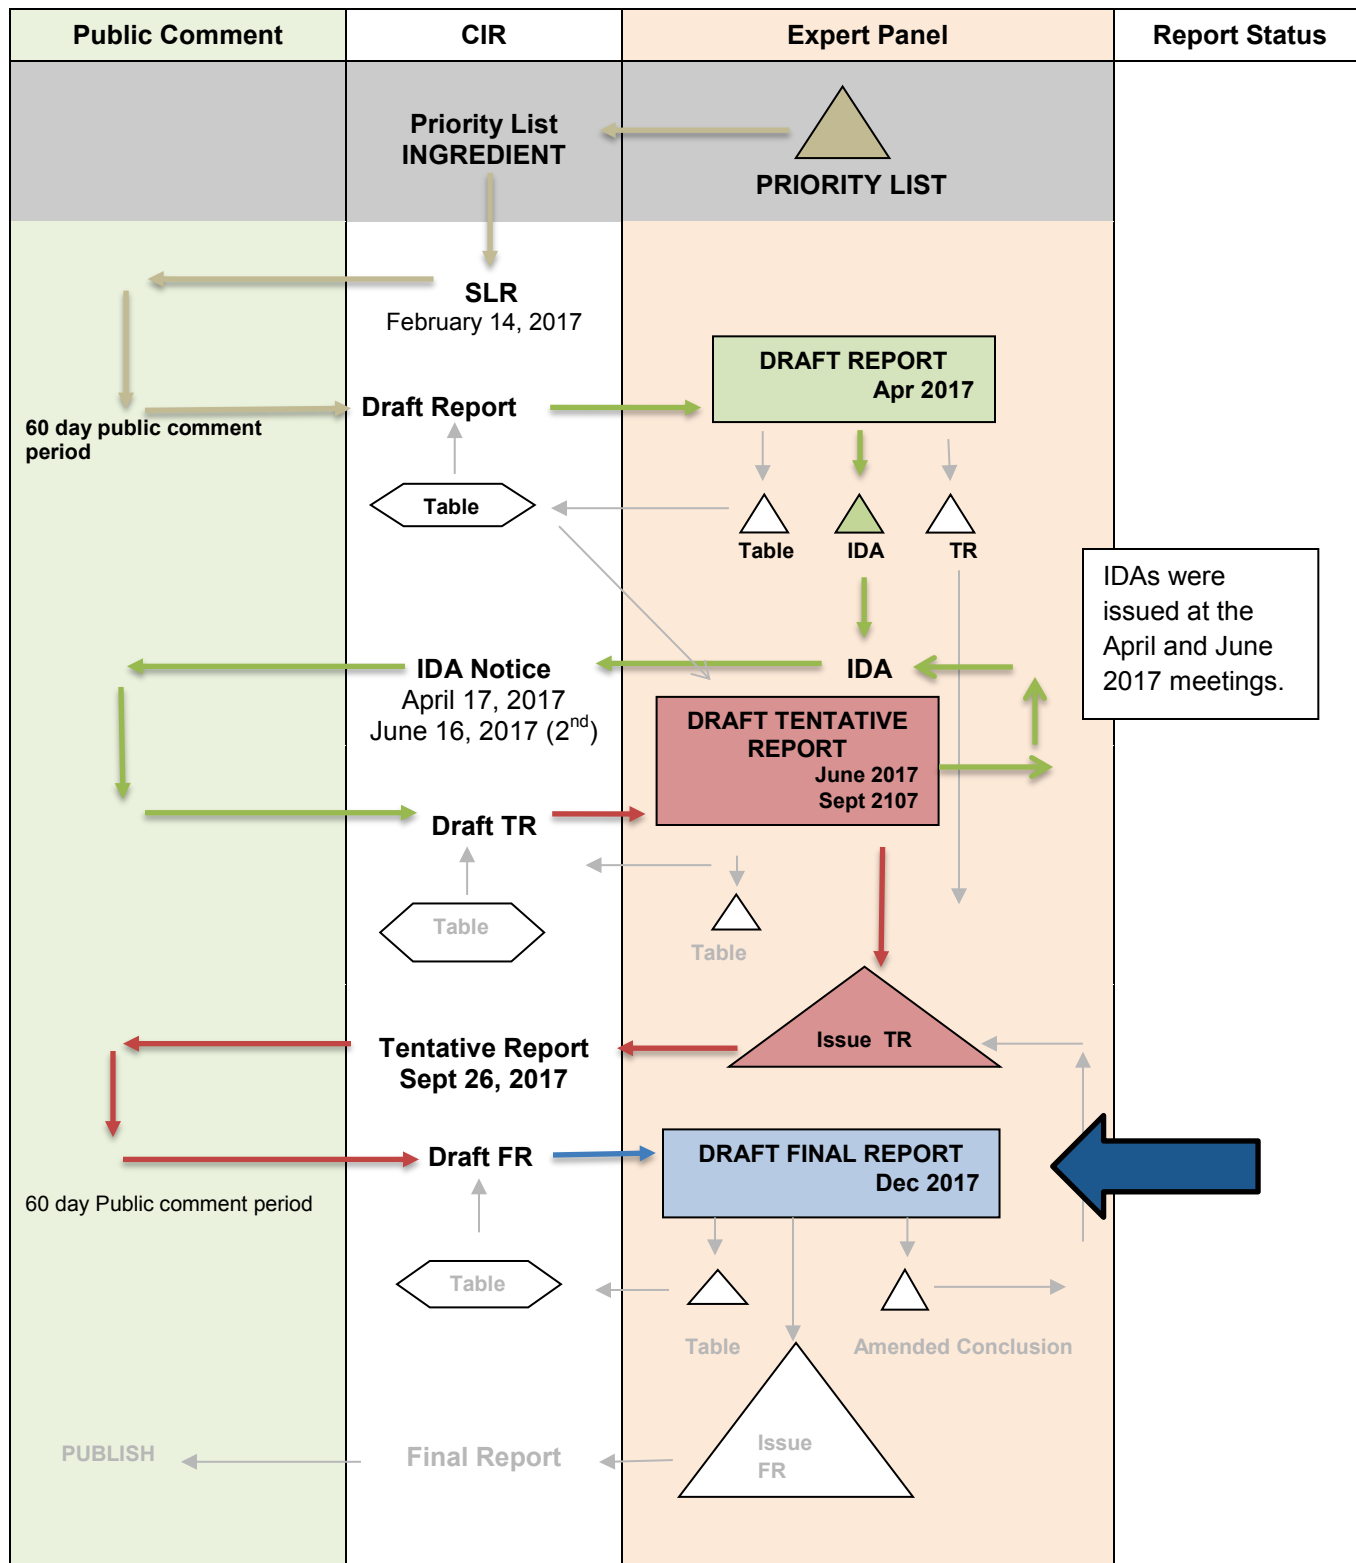 Public Comment
CIR
Expert Panel
Report Status
Priority List
INGREDIENT
PRIORITY LIST
SLR
February 14, 2017
60 day public comment
period
Draft Report
DRAFT REPORT
Apr 2017
Table
Table
IDA
TR
IDAs were
issued at the
April and June
2017 meetings.
IDA Notice
April 17, 2017
June 16, 2017 (2nd)
IDA
DRAFT TENTATIVE
REPORT
June 2017
Sept 2107
Draft TR
Table
Table
Issue TR
Tentative Report
Sept 26, 2017
Draft FR
DRAFT FINAL REPORT
Dec 2017
60 day Public comment period
Table
Table
Amended Conclusion
Issue
FR
Final Report
PUBLISH